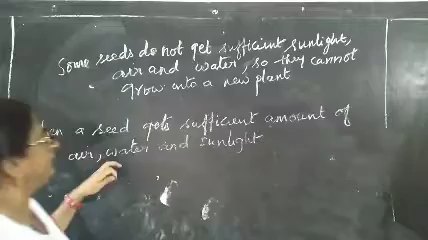 Some seeds do not get sufficient sunlight,
air and water, so they cannot
grow into a new plant
a seed gets sufficient amount of
air, water and sunlight